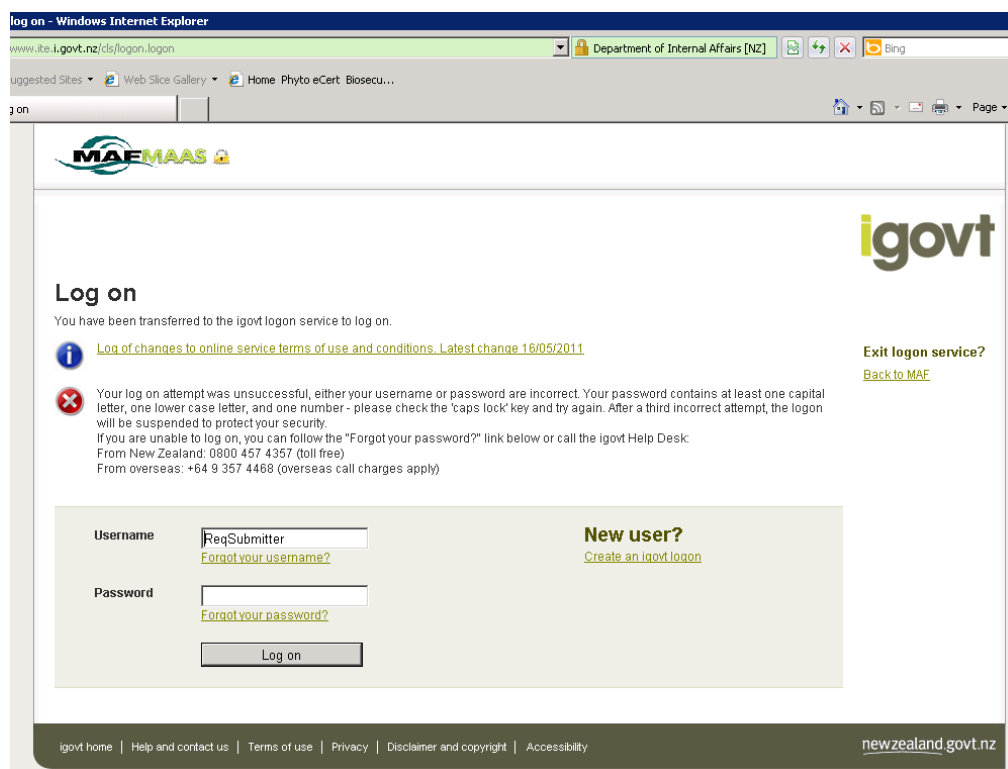 log on - Windows Internet Explorer
www.ite.i.govt.nz/cls/logon.logon
Department of Internal Affairs [NZ]
Bing
uggested Sites
Web Slice Gallery
Home Phyto eCert Biosecu...
g on
Page
MAFMAAS
igovt
Log on
You have been transferred to the igovt logon service to log on.
Log of changes to online service terms of use and conditions. Latest change 16/05/2011
Exit logon service?
Back to MAF
Your log on attempt was unsuccessful, either your username or password are incorrect. Your password contains at least one capital
letter, one lower case letter, and one number - please check the 'caps lock' key and try again. After a third incorrect attempt, the logon
will be suspended to protect your security.
If you are unable to log on, you can follow the "Forgot your password?" link below or call the igovt Help Desk:
From New Zealand: 0800 457 4357 (toll free)
From overseas: +64 9 357 4468 (overseas call charges apply)
Username
ReqSubmitter
Forgot your username?
New user?
Create an igovt logon
Password
Forgot your password?
Log on
igovt home | Help and contact us | Terms of use | Privacy | Disclaimer and copyright | Accessibility
newzealand.govt.nz